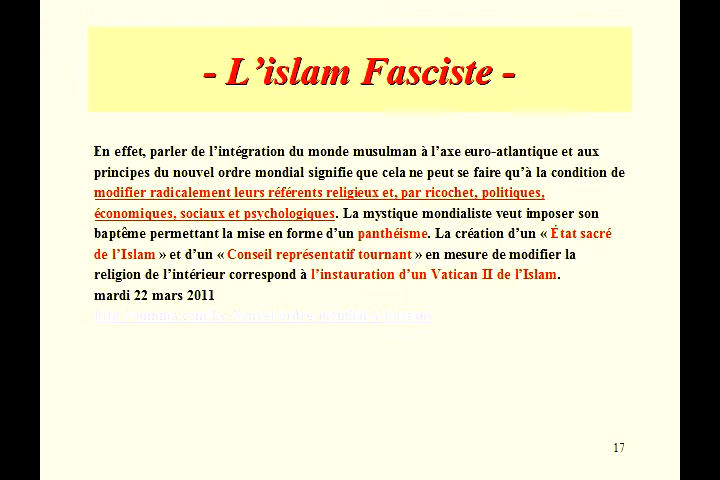 - L’islam Fasciste -
En effet, parler de l’intégration du monde musulman à l’axe euro-atlantique et aux
principes du nouvel ordre mondial signifie que cela ne peut se faire qu’à la condition de
modifier radicalement leurs référents religieux et, par ricochet, politiques,
économiques, sociaux et psychologiques. La mystique mondialiste veut imposer son
baptême permettant la mise en forme d’un panthéisme. La création d’un « État sacré
de l’Islam » et d’un « Conseil représentatif tournant » en mesure de modifier la
religion de l’intérieur correspond à l’instauration d’un Vatican II de l’Islam.
mardi 22 mars 2011
17